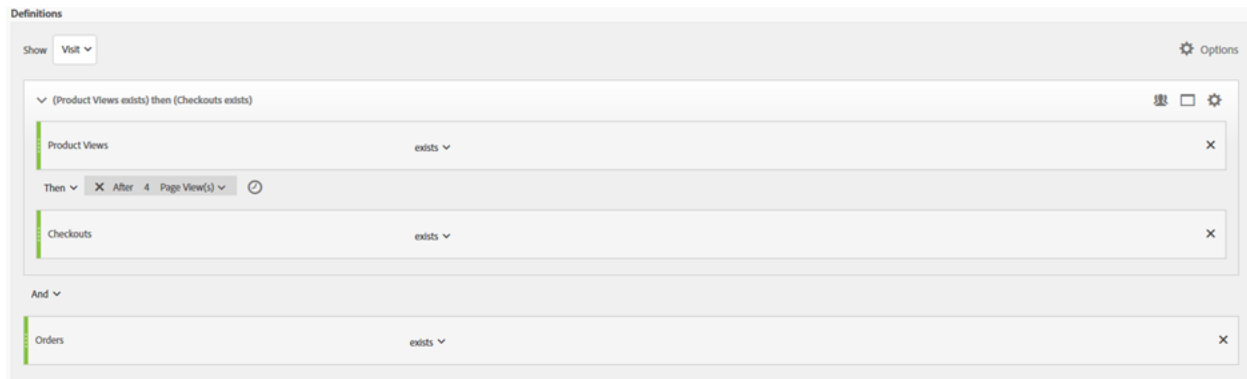 Definitions
Show Visit
Options
(Product Views exists) then (Checkouts exists)
Product Views exists
Then After 4 Page View(s)
Checkouts exists
And
Orders exists